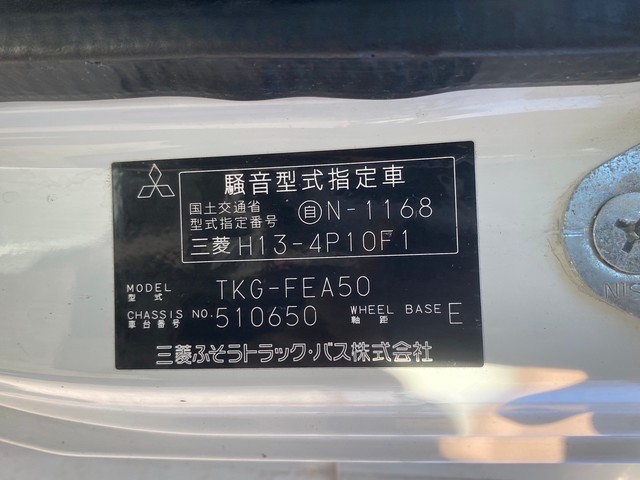 騒音型式指定車
国土交通省
型式指定番号 自N-1168
三菱 H13-4P10F1
MODEL 型式 TKG-FEA50
CHASSIS NO. 車台番号 510650 WHEEL BASE 軸距 E
三菱ふそうトラック・バス株式会社